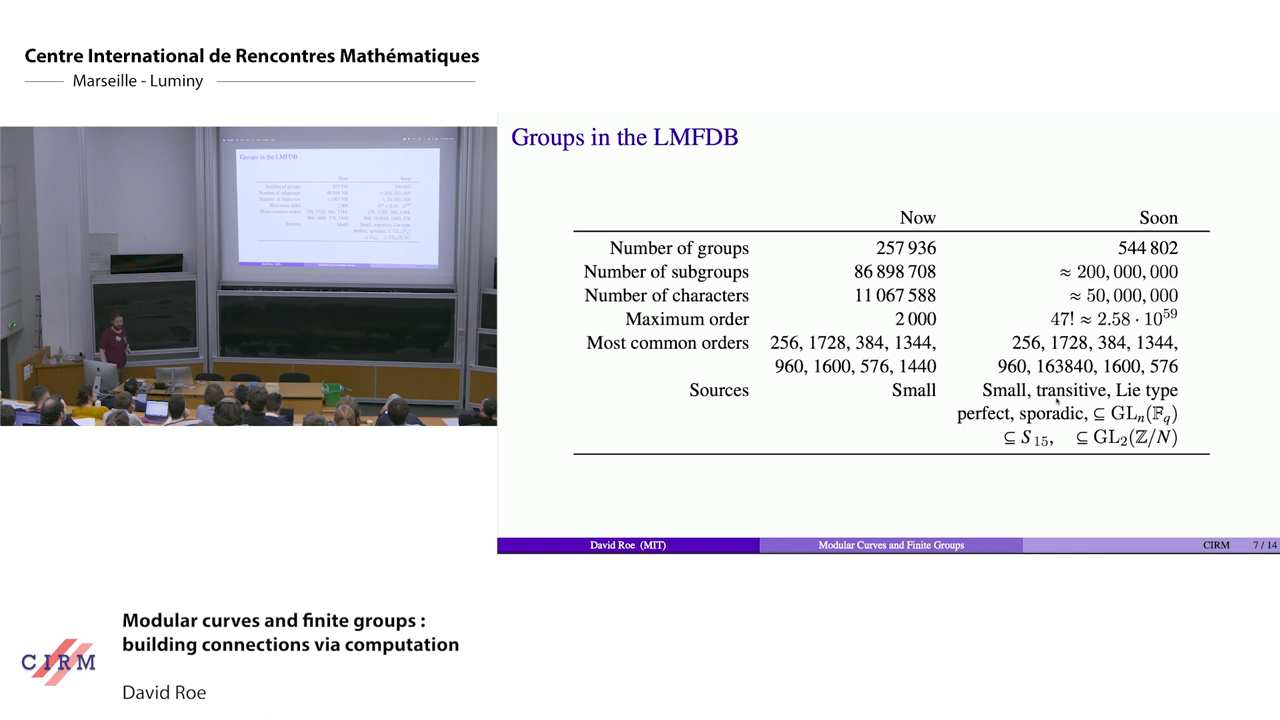 Centre International de Rencontres Mathématiques
Marseille - Luminy
Groups in the LMFDB
Now Soon
Number of groups 257 936 544 802
Number of subgroups 86 898 708 ≈ 200, 000, 000
Number of characters 11 067 588 ≈ 50, 000, 000
Maximum order 2 000 47! ≈ 2.58 · 10^59
Most common orders 256, 1728, 384, 1344, 256, 1728, 384, 1344,
960, 1600, 576, 1440 960, 163840, 1600, 576
Sources Small Small, transitive, Lie type
perfect, sporadic, ⊆ GL_n(𝔽_q)
⊆ S_15, ⊆ GL_2(ℤ/N)
David Roe (MIT) Modular Curves and Finite Groups CIRM 7 / 14
Modular curves and finite groups :
building connections via computation
CIRM
David Roe